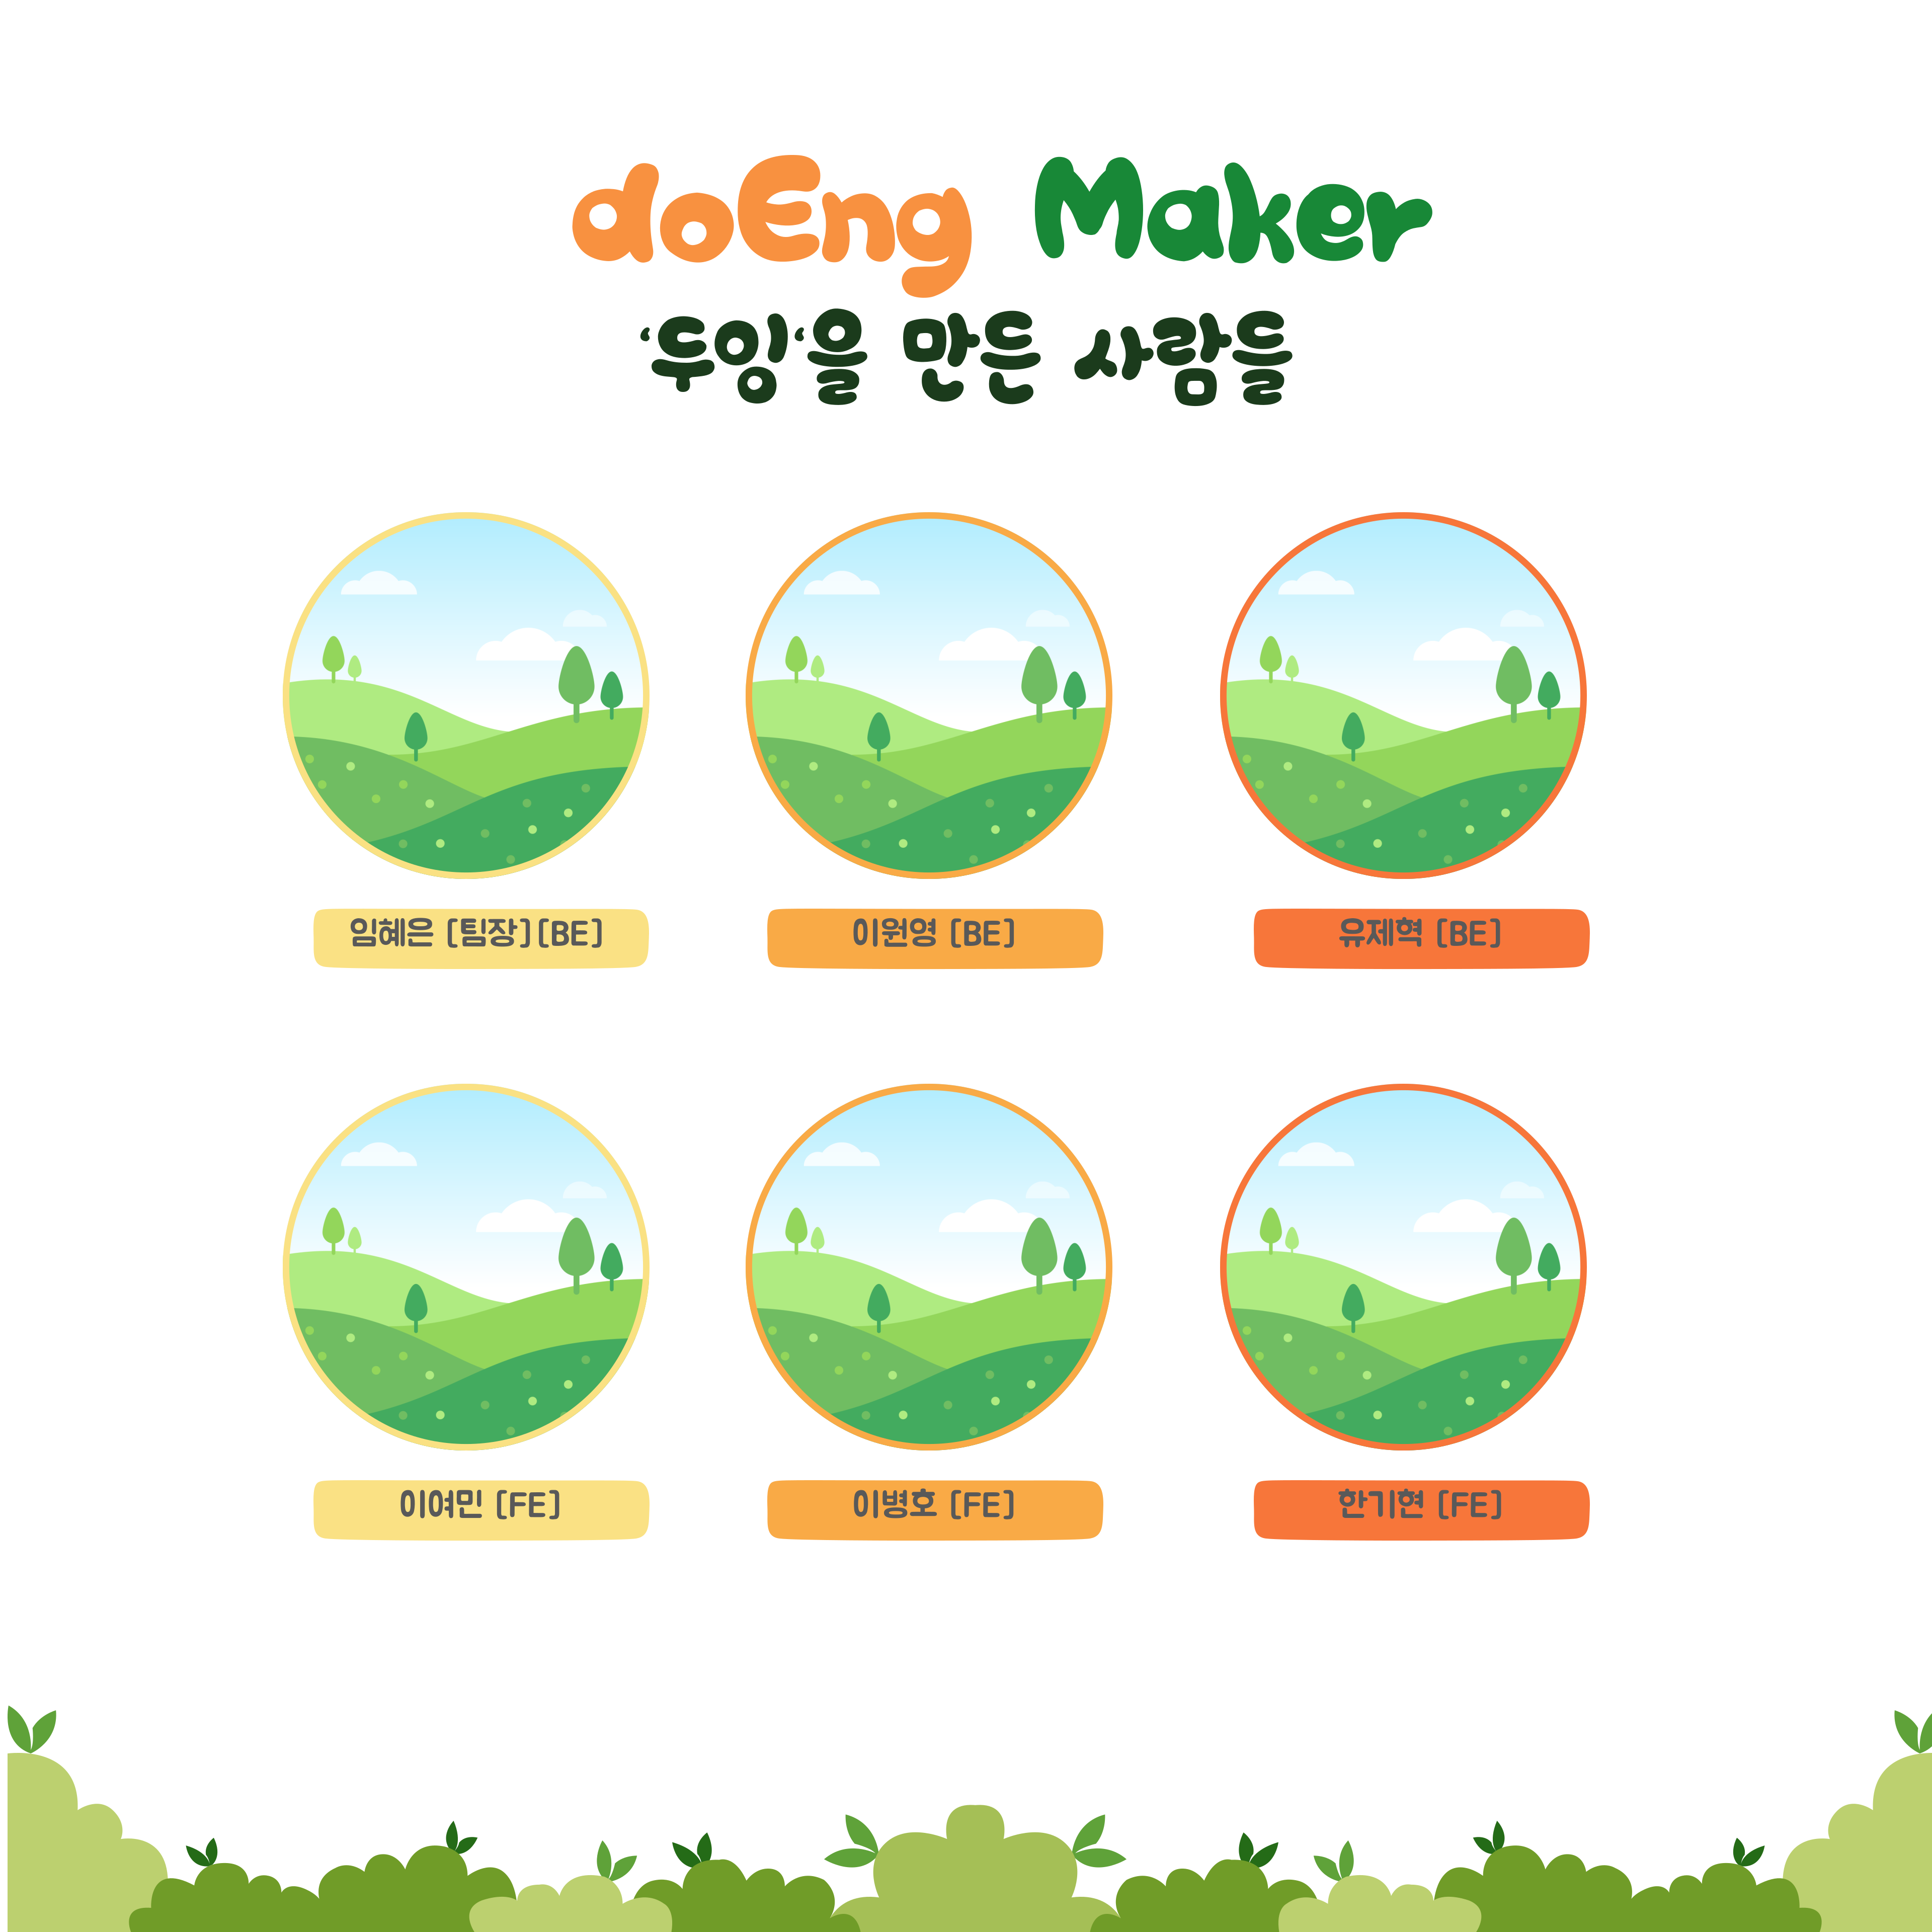 doEng Maker
'두잉'을 만든 사람들
임혜은 [팀장][BE]
이원영 [BE]
유제혁 [BE]
이여민 [FE]
이병호 [FE]
한기현 [FE]